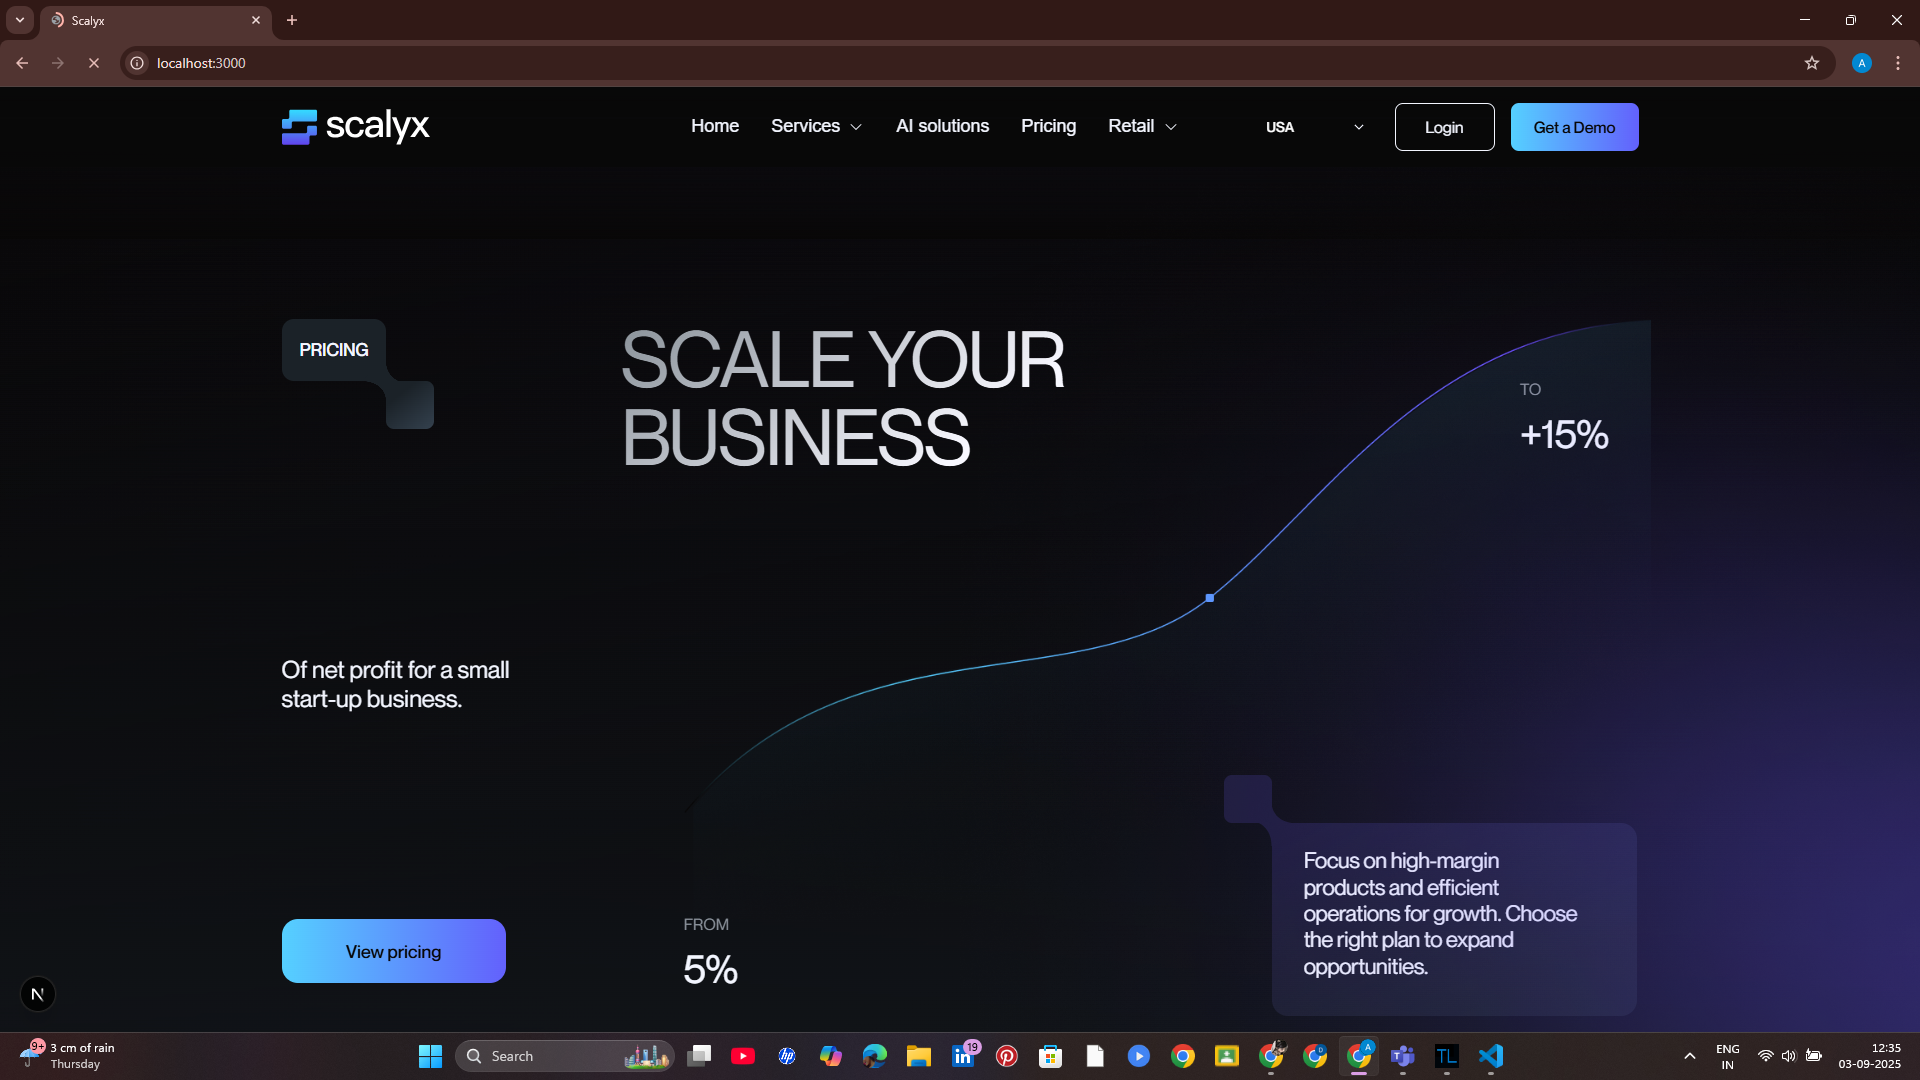 Scalyx
localhost:3000
A
scalyx
Home
Services
AI solutions
Pricing
Retail
USA
Login
Get a Demo
PRICING
SCALE YOUR
BUSINESS
TO
+15%
Of net profit for a small
start-up business.
Focus on high-margin
products and efficient
operations for growth. Choose
the right plan to expand
opportunities.
View pricing
FROM
5%
N
9+
3 cm of rain
Thursday
Search
hp
in
19
D
A
T
TL
ENG
IN
12:35
03-09-2025